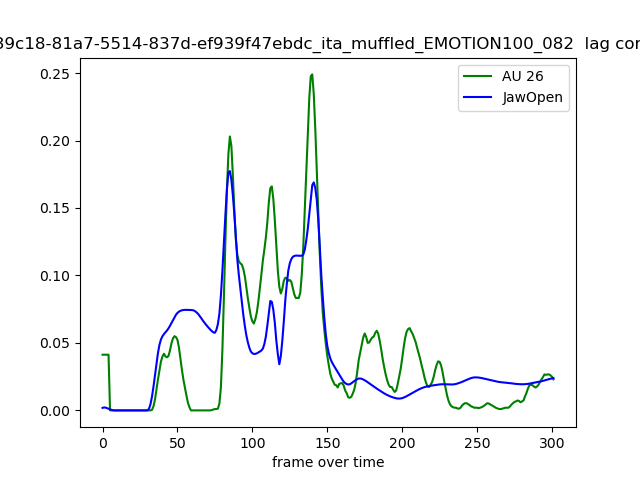 39c18-81a7-5514-837d-ef939f47ebdc_ita_muffled_EMOTION100_082 lag cor
AU 26
JawOpen
0.25
0.20
0.15
0.10
0.05
0.00
0 50 100 150 200 250 300
frame over time